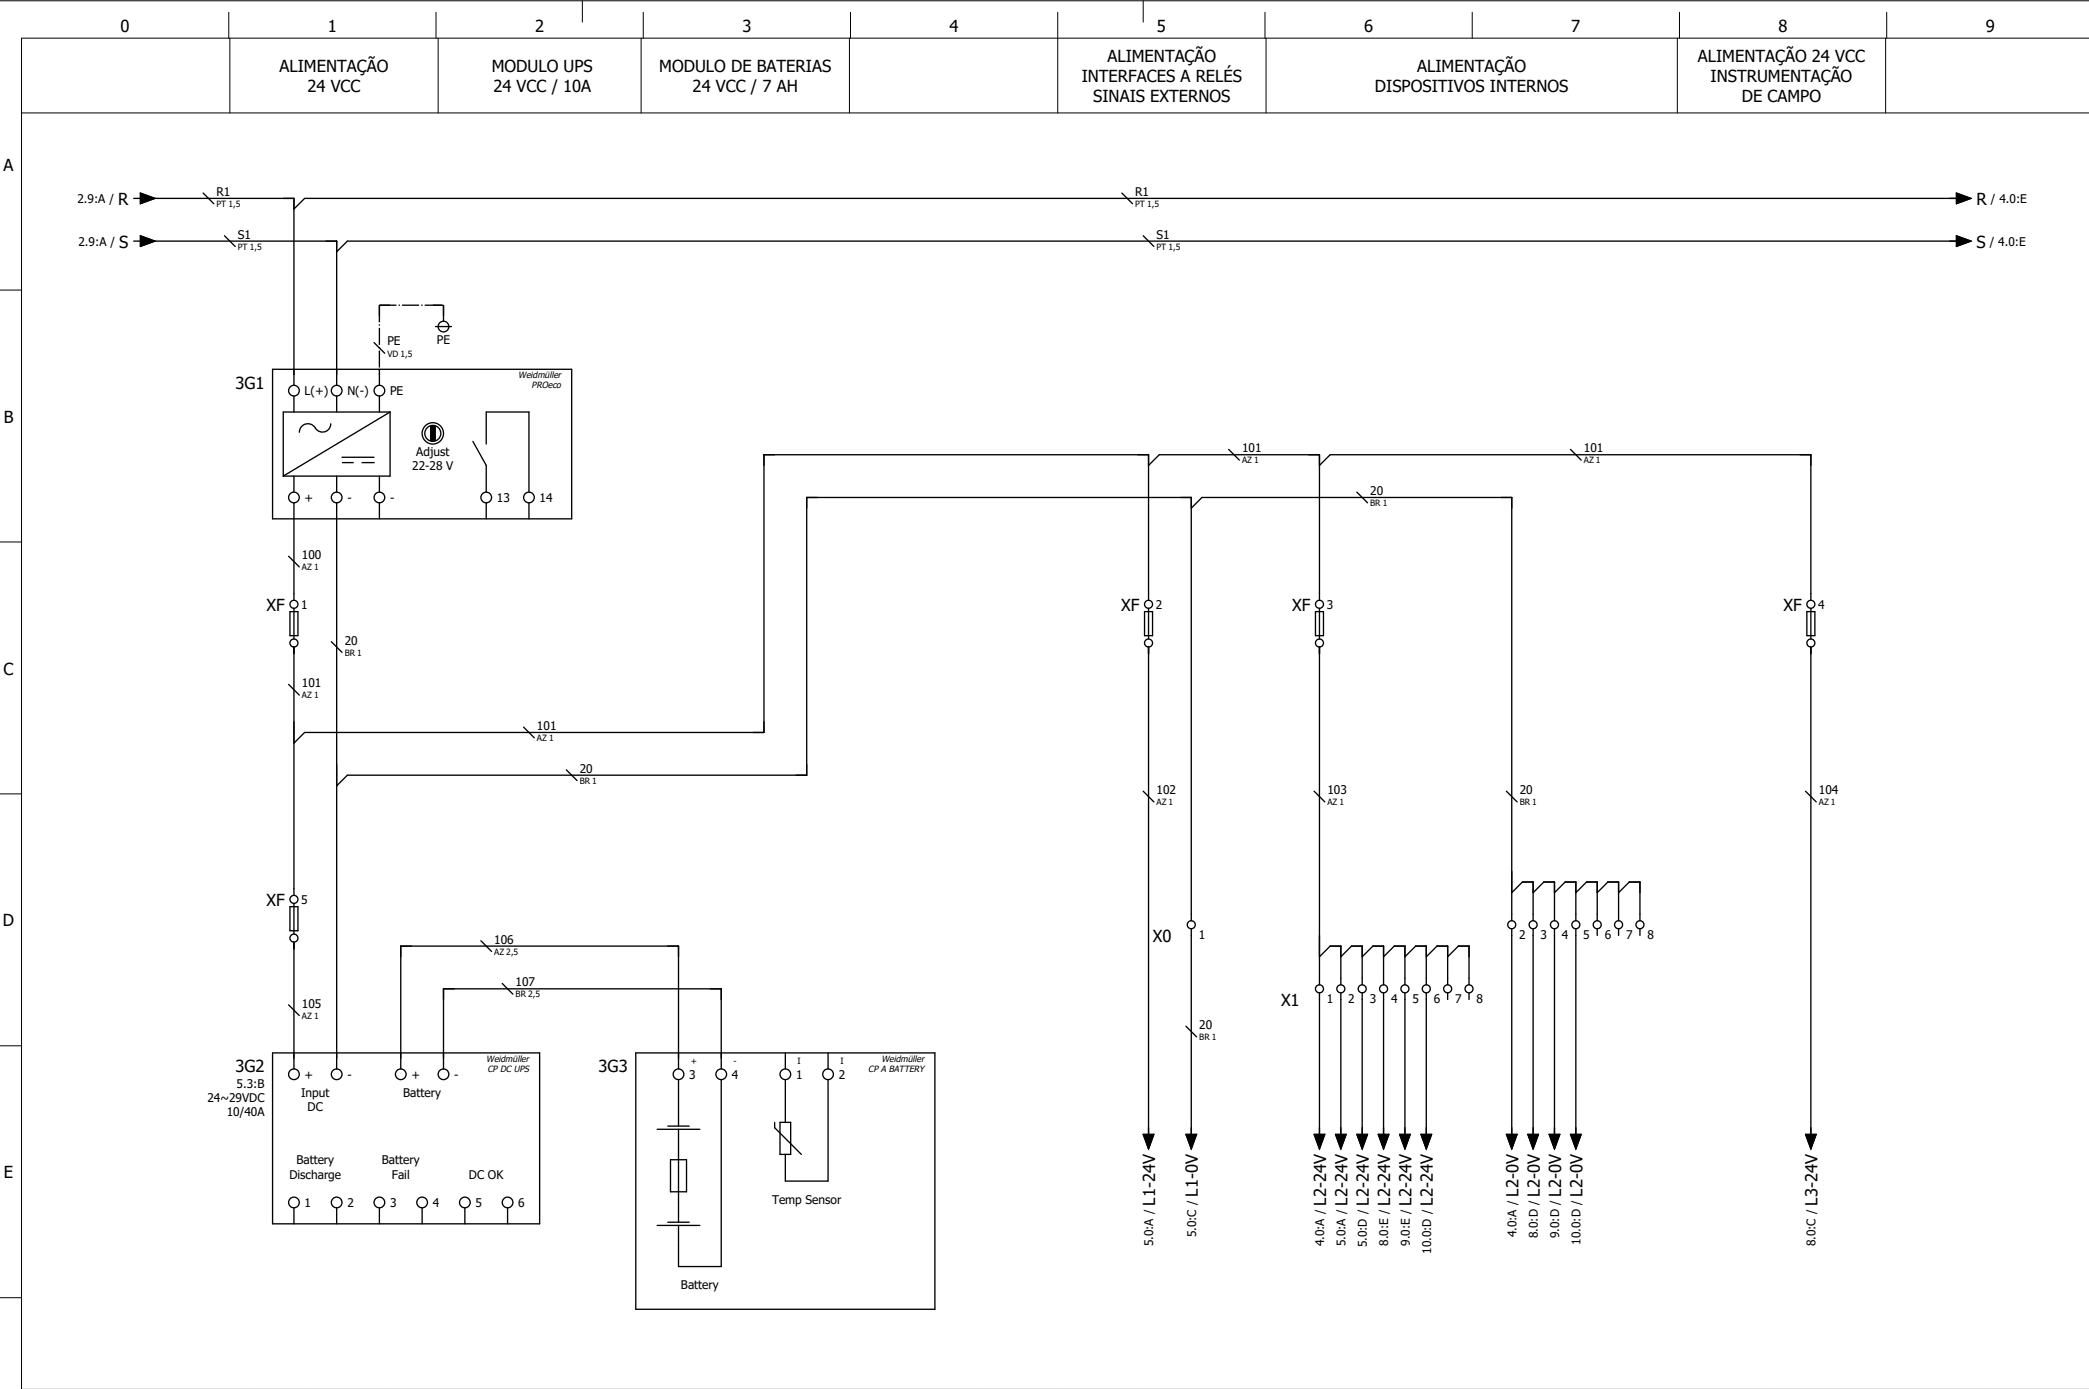 0 1 2 3 4 5 6 7 8 9
ALIMENTAÇÃO
24 VCC
MODULO UPS
24 VCC / 10A
MODULO DE BATERIAS
24 VCC / 7 AH
ALIMENTAÇÃO
INTERFACES A RELÉS
SINAIS EXTERNOS
ALIMENTAÇÃO
DISPOSITIVOS INTERNOS
ALIMENTAÇÃO 24 VCC
INSTRUMENTAÇÃO
DE CAMPO
A
2.9:A / R
R1
PT 1,5
R1
PT 1,5
R / 4.0:E
2.9:A / S
S1
PT 1,5
S1
PT 1,5
S / 4.0:E
PE
VD 1,5
PE
B
3G1
Weidmüller
PROeco
L(+) N(-) PE
Adjust
22-28 V
+ - - 13 14
101
AZ 1
101
AZ 1
20
BR 1
C
100
AZ 1
XF 1
20
BR 1
101
AZ 1
101
AZ 1
20
BR 1
XF 2
XF 3
XF 4
102
AZ 1
103
AZ 1
20
BR 1
104
AZ 1
D
XF 5
106
AZ 2,5
107
BR 2,5
105
AZ 1
X0 1
2 3 4 5 6 7 8
X1 1 2 3 4 5 6 7 8
20
BR 1
E
3G2
5.3:B
24~29VDC
10/40A
Weidmüller
CP DC UPS
+ - + -
Input
DC
Battery
Battery
Discharge
Battery
Fail
DC OK
1 2 3 4 5 6
3G3
Weidmüller
CP A BATTERY
+ - I I
3 4 1 2
Temp Sensor
Battery
5.0:A / L1-24V
5.0:C / L1-0V
4.0:A / L2-24V
5.0:A / L2-24V
5.0:D / L2-24V
8.0:E / L2-24V
9.0:E / L2-24V
10.0:D / L2-24V
4.0:A / L2-0V
8.0:D / L2-0V
9.0:D / L2-0V
10.0:D / L2-0V
8.0:C / L3-24V